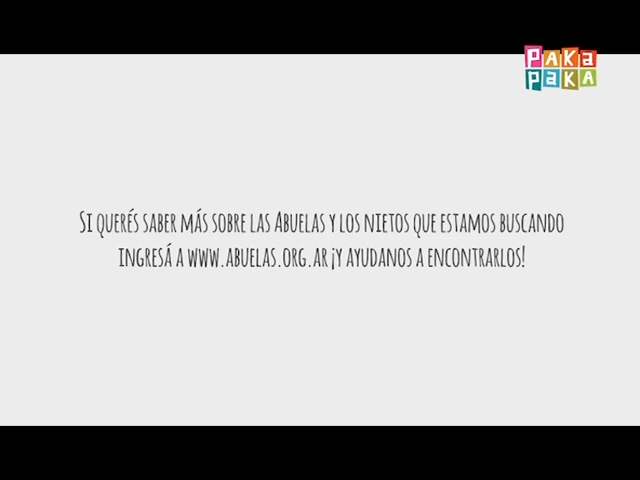 PAKA
PAKA
Si querés saber más sobre las Abuelas y los nietos que estamos buscando
ingresá a www.abuelas.org.ar ¡y ayudanos a encontrarlos!